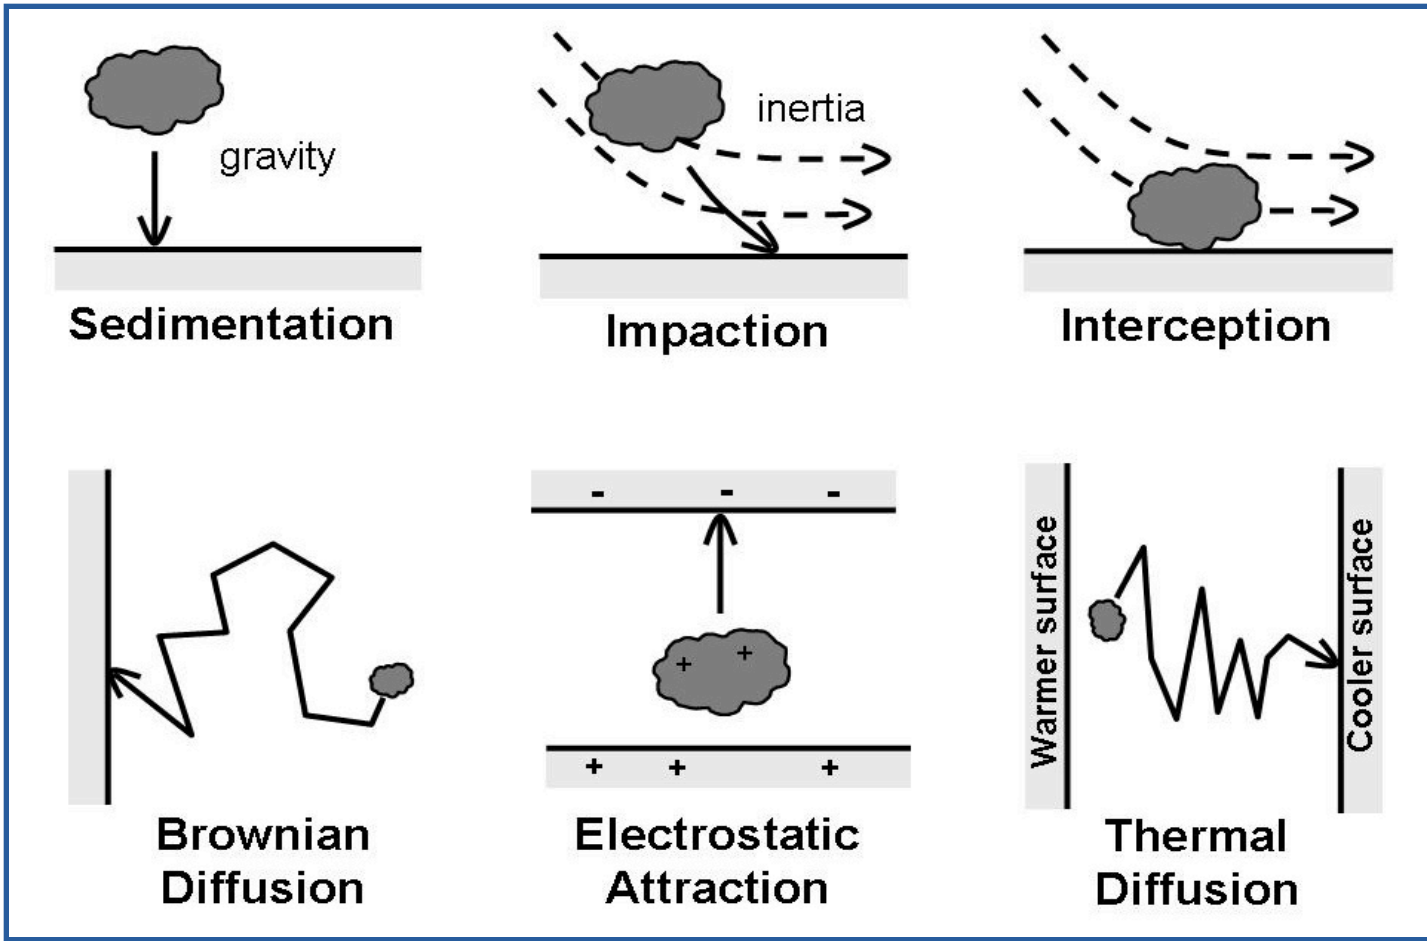 gravity
Sedimentation
inertia
Impaction
Interception
Brownian
Diffusion
- - -
+ +
+ + +
Electrostatic
Attraction
Warmer surface
Cooler surface
Thermal
Diffusion